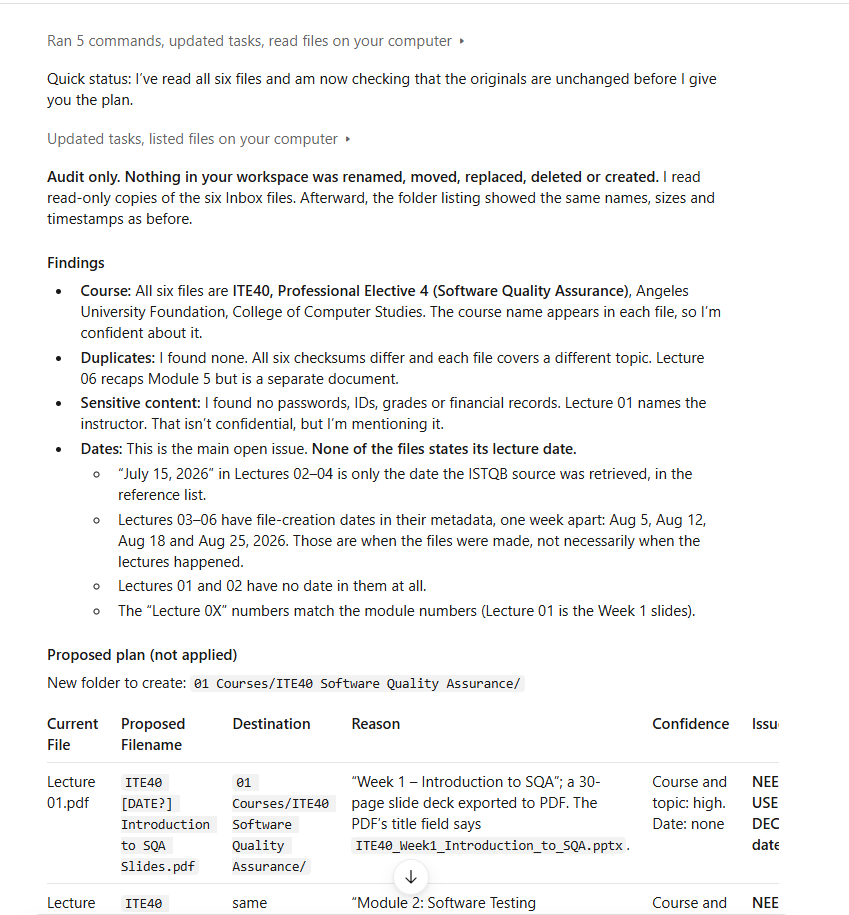 Ran 5 commands, updated tasks, read files on your computer ▸
Quick status: I’ve read all six files and am now checking that the originals are unchanged before I give
you the plan.
Updated tasks, listed files on your computer ▸
Audit only. Nothing in your workspace was renamed, moved, replaced, deleted or created. I read
read-only copies of the six Inbox files. Afterward, the folder listing showed the same names, sizes and
timestamps as before.
Findings
• Course: All six files are ITE40, Professional Elective 4 (Software Quality Assurance), Angeles
University Foundation, College of Computer Studies. The course name appears in each file, so I’m
confident about it.
• Duplicates: I found none. All six checksums differ and each file covers a different topic. Lecture
06 recaps Module 5 but is a separate document.
• Sensitive content: I found no passwords, IDs, grades or financial records. Lecture 01 names the
instructor. That isn’t confidential, but I’m mentioning it.
• Dates: This is the main open issue. None of the files states its lecture date.
○ “July 15, 2026” in Lectures 02–04 is only the date the ISTQB source was retrieved, in the
reference list.
○ Lectures 03–06 have file-creation dates in their metadata, one week apart: Aug 5, Aug 12,
Aug 18 and Aug 25, 2026. Those are when the files were made, not necessarily when the
lectures happened.
○ Lectures 01 and 02 have no date in them at all.
○ The “Lecture 0X” numbers match the module numbers (Lecture 01 is the Week 1 slides).
Proposed plan (not applied)
New folder to create: 01 Courses/ITE40 Software Quality Assurance/
Current
File
Proposed
Filename
Destination
Reason
Confidence
Issu
Lecture
01.pdf
ITE40
[DATE?]
Introduction
to SQA
Slides.pdf
01
Courses/ITE40
Software
Quality
Assurance/
“Week 1 – Introduction to SQA”; a 30-
page slide deck exported to PDF. The
PDF’s title field says
ITE40_Week1_Introduction_to_SQA.pptx.
Course and
topic: high.
Date: none
NEE
USE
DEC
date
Lecture
ITE40
same
“Module 2: Software Testing
Course and
NEE